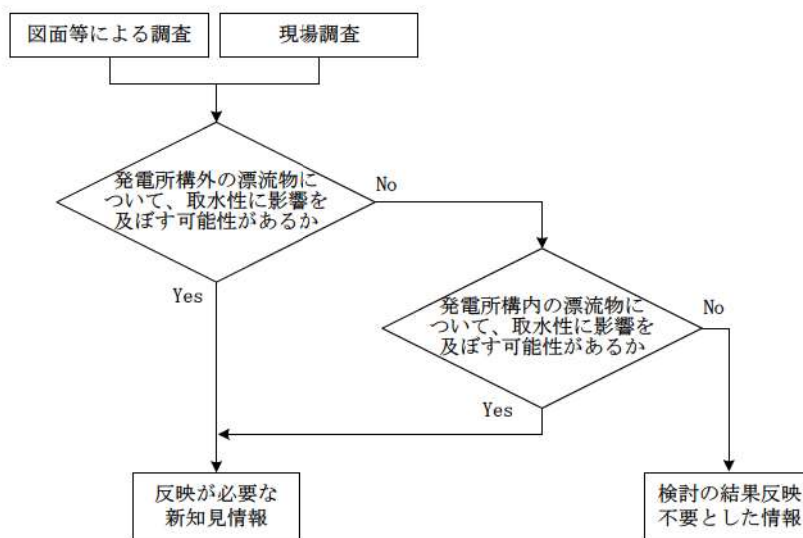 図面等による調査
現場調査
発電所構外の漂流物に
ついて、取水性に影響を
及ぼす可能性があるか
No
Yes
発電所構内の漂流物に
ついて、取水性に影響を
及ぼす可能性があるか
No
Yes
反映が必要な
新知見情報
検討の結果反映
不要とした情報